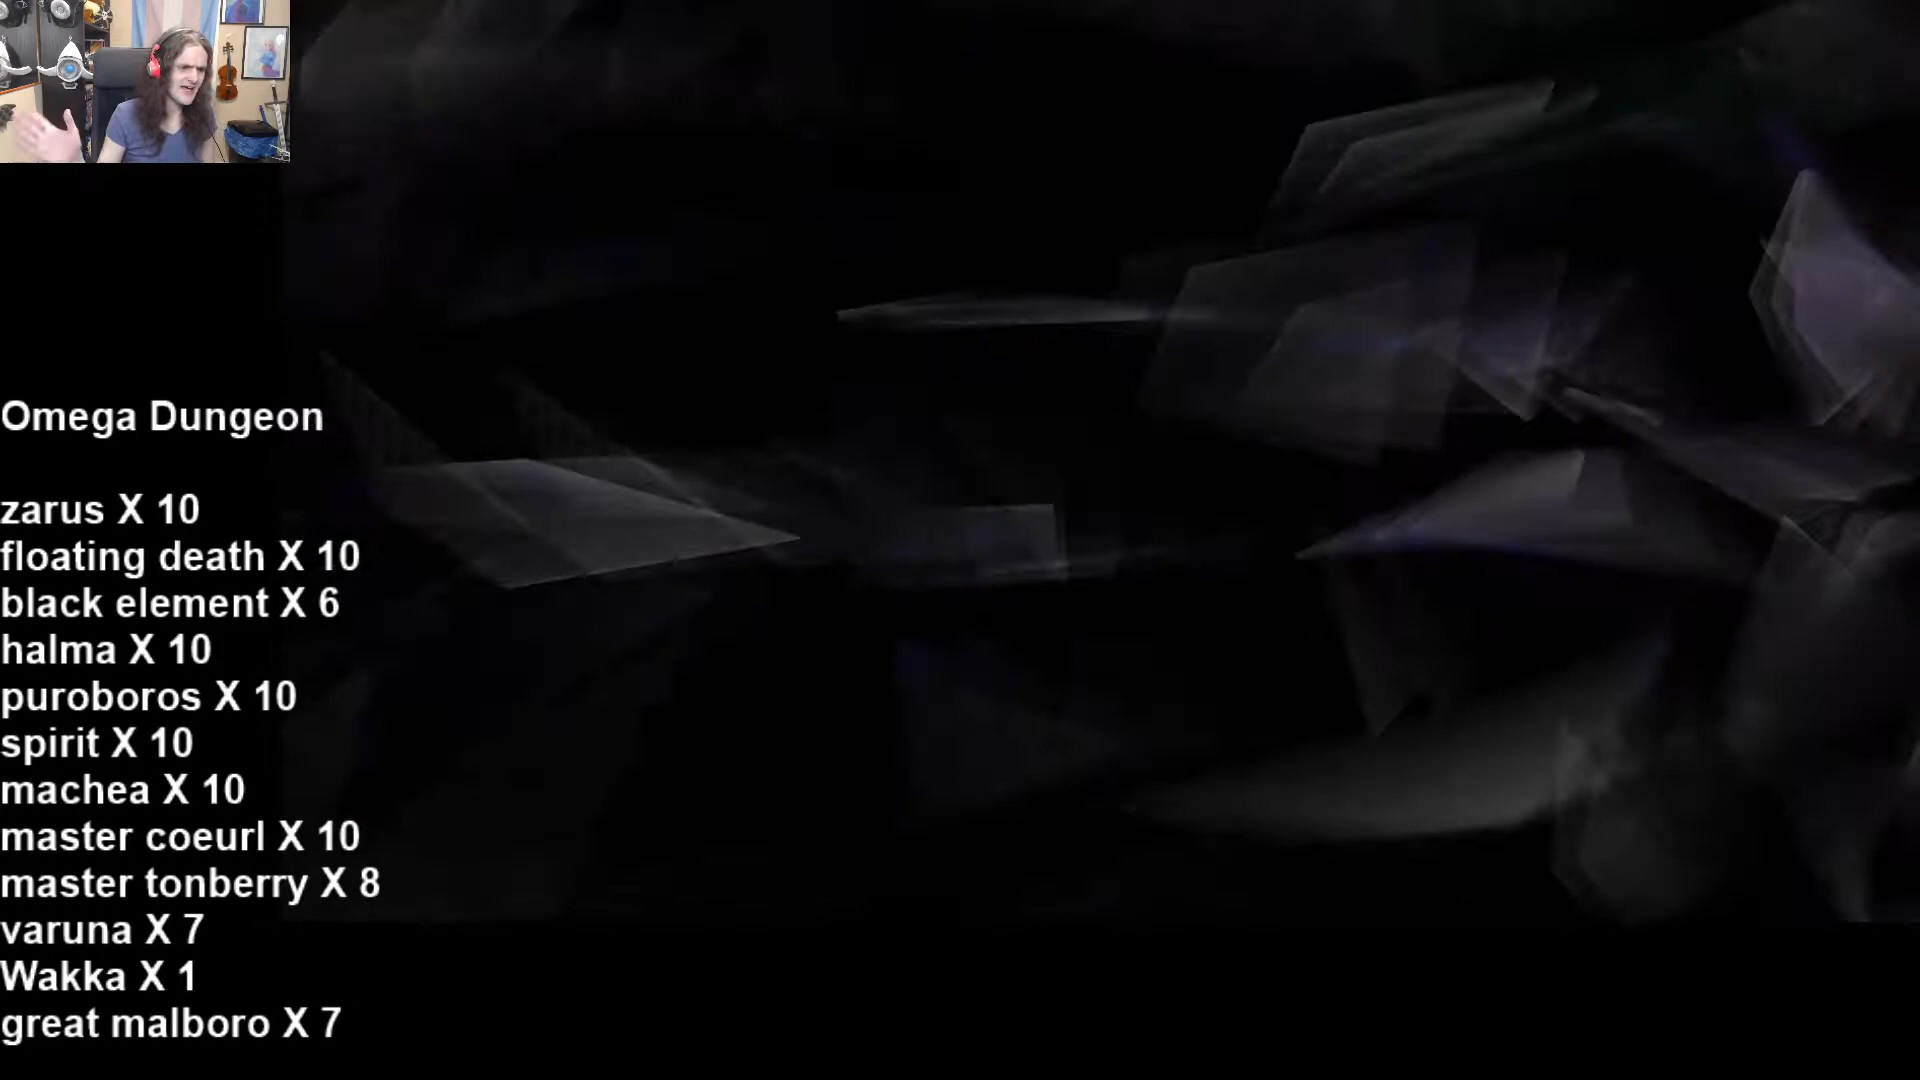 Omega Dungeon
zarus X 10
floating death X 10
black element X 6
halma X 10
puroboros X 10
spirit X 10
machea X 10
master coeurl X 10
master tonberry X 8
varuna X 7
Wakka X 1
great malboro X 7